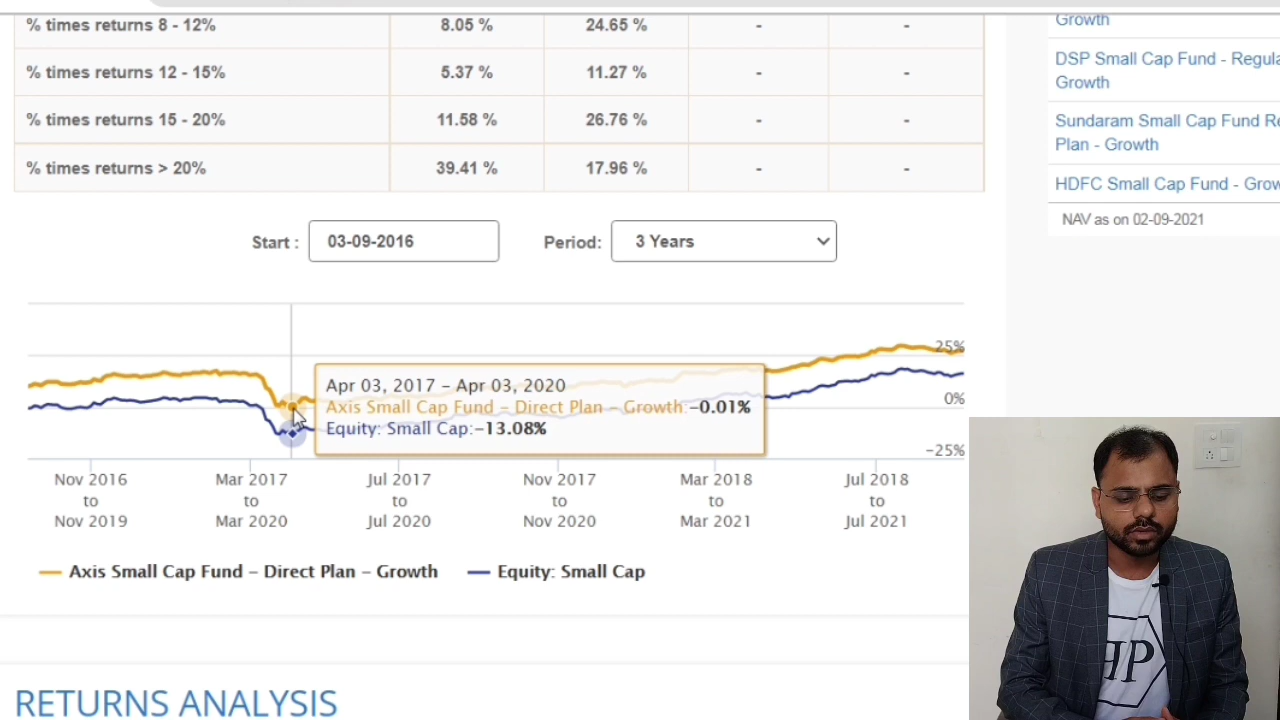 % times returns 8 - 12% 8.05 % 24.65 % - -
% times returns 12 - 15% 5.37 % 11.27 % - -
% times returns 15 - 20% 11.58 % 26.76 % - -
% times returns > 20% 39.41 % 17.96 % - -
Growth
DSP Small Cap Fund - Regula
Growth
Sundaram Small Cap Fund Re
Plan - Growth
HDFC Small Cap Fund - Grow
NAV as on 02-09-2021
Start : 03-09-2016 Period: 3 Years
25%
0%
-25%
Apr 03, 2017 - Apr 03, 2020
Axis Small Cap Fund - Direct Plan - Growth:-0.01%
Equity: Small Cap:-13.08%
Nov 2016 Mar 2017 Jul 2017 Nov 2017 Mar 2018 Jul 2018
to to to to to to
Nov 2019 Mar 2020 Jul 2020 Nov 2020 Mar 2021 Jul 2021
Axis Small Cap Fund - Direct Plan - Growth Equity: Small Cap
RETURNS ANALYSIS